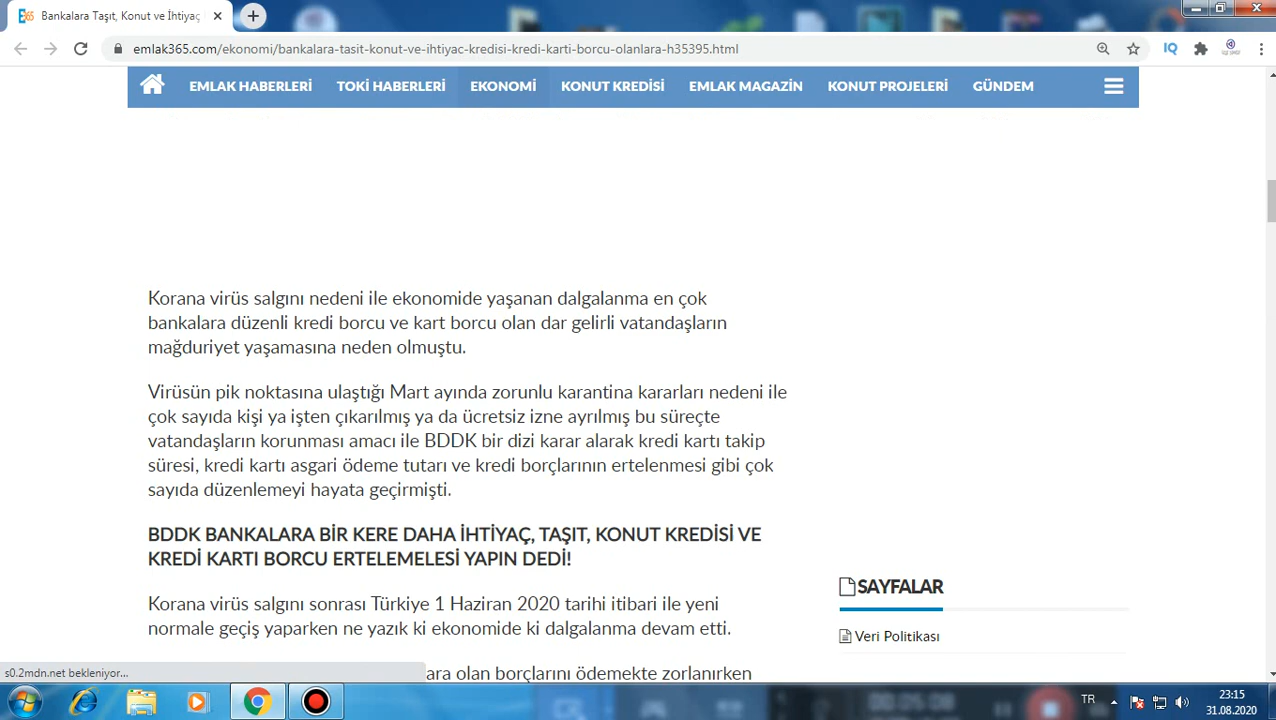 Bankalara Taşıt, Konut ve İhtiyaç
emlak365.com/ekonomi/bankalara-tasit-konut-ve-ihtiyac-kredisi-kredi-karti-borcu-olanlara-h35395.html
IQ
EMLAK HABERLERİ TOKİ HABERLERİ EKONOMİ KONUT KREDİSİ EMLAK MAGAZİN KONUT PROJELERİ GÜNDEM
Korana virüs salgını nedeni ile ekonomide yaşanan dalgalanma en çok
bankalara düzenli kredi borcu ve kart borcu olan dar gelirli vatandaşların
mağduriyet yaşamasına neden olmuştu.
Virüsün pik noktasına ulaştığı Mart ayında zorunlu karantina kararları nedeni ile
çok sayıda kişi ya işten çıkarılmış ya da ücretsiz izne ayrılmış bu süreçte
vatandaşların korunması amacı ile BDDK bir dizi karar alarak kredi kartı takip
süresi, kredi kartı asgari ödeme tutarı ve kredi borçlarının ertelenmesi gibi çok
sayıda düzenlemeyi hayata geçirmişti.
BDDK BANKALARA BİR KERE DAHA İHTİYAÇ, TAŞIT, KONUT KREDİSİ VE
KREDİ KARTI BORCU ERTELEMELESİ YAPIN DEDİ!
Korana virüs salgını sonrası Türkiye 1 Haziran 2020 tarihi itibari ile yeni
normale geçiş yaparken ne yazık ki ekonomide ki dalgalanma devam etti.
ara olan borçlarını ödemekte zorlanırken
SAYFALAR
Veri Politikası
s0.2mdn.net bekleniyor...
TR
23:15
31.08.2020